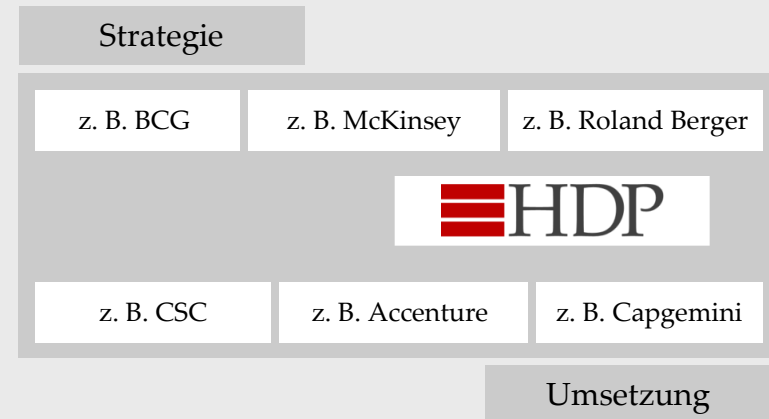 Strategie
z. B. BCG
z. B. McKinsey
z. B. Roland Berger
HDP
z. B. CSC
z. B. Accenture
z. B. Capgemini
Umsetzung